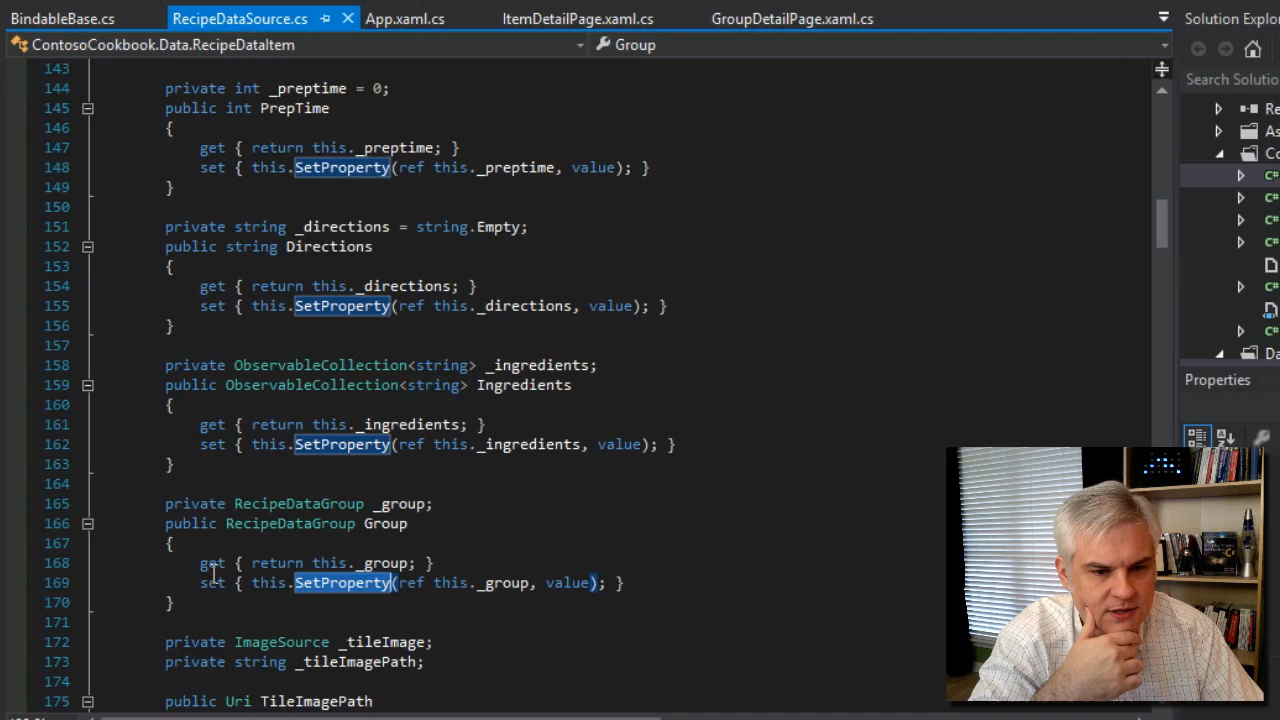 BindableBase.cs RecipeDataSource.cs App.xaml.cs ItemDetailPage.xaml.cs GroupDetailPage.xaml.cs Solution Explo
ContosoCookbook.Data.RecipeDataItem Group
Search Solutio
143
144 private int _preptime = 0;
145 public int PrepTime
146 {
147 get { return this._preptime; }
148 set { this.SetProperty(ref this._preptime, value); }
149 }
150
151 private string _directions = string.Empty;
152 public string Directions
153 {
154 get { return this._directions; }
155 set { this.SetProperty(ref this._directions, value); }
156 }
157
158 private ObservableCollection<string> _ingredients;
159 public ObservableCollection<string> Ingredients
160 {
161 get { return this._ingredients; }
162 set { this.SetProperty(ref this._ingredients, value); }
163 }
164
165 private RecipeDataGroup _group;
166 public RecipeDataGroup Group
167 {
168 get { return this._group; }
169 set { this.SetProperty(ref this._group, value); }
170 }
171
172 private ImageSource _tileImage;
173 private string _tileImagePath;
174
175 public Uri TileImagePath
Re
As
Co
C#
C#
C#
C#
C#
C#
Da
Properties